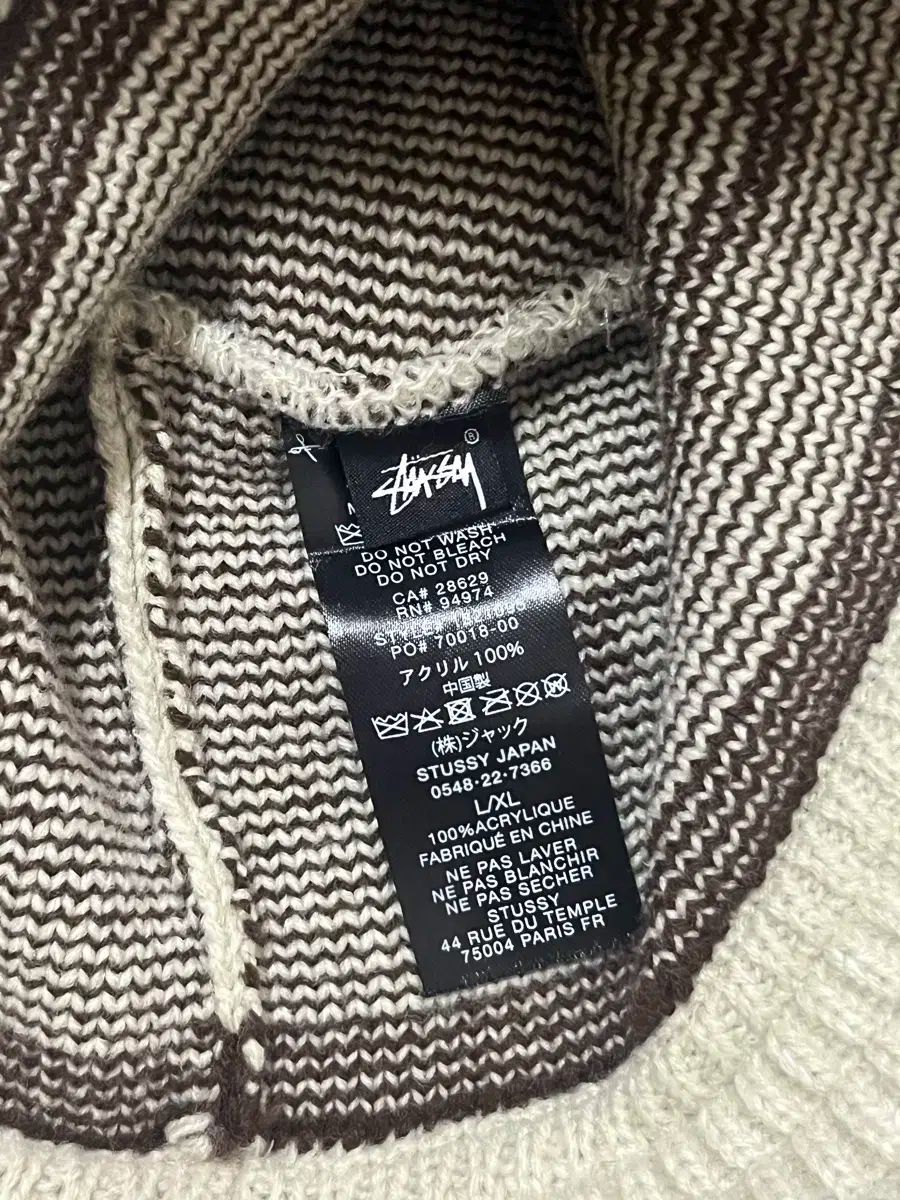 STÜSSY ®
DO NOT WASH
DO NOT BLEACH
DO NOT DRY
CA# 28629
RN# 94974
STYLE#
PO# 70018-00
アクリル 100%
中国製
(株)ジャック
STUSSY JAPAN
0548・22・7366
L/XL
100% ACRYLIQUE
FABRIQUÉ EN CHINE
NE PAS LAVER
NE PAS BLANCHIR
NE PAS SÉCHER
STUSSY
44 RUE DU TEMPLE
75004 PARIS FR